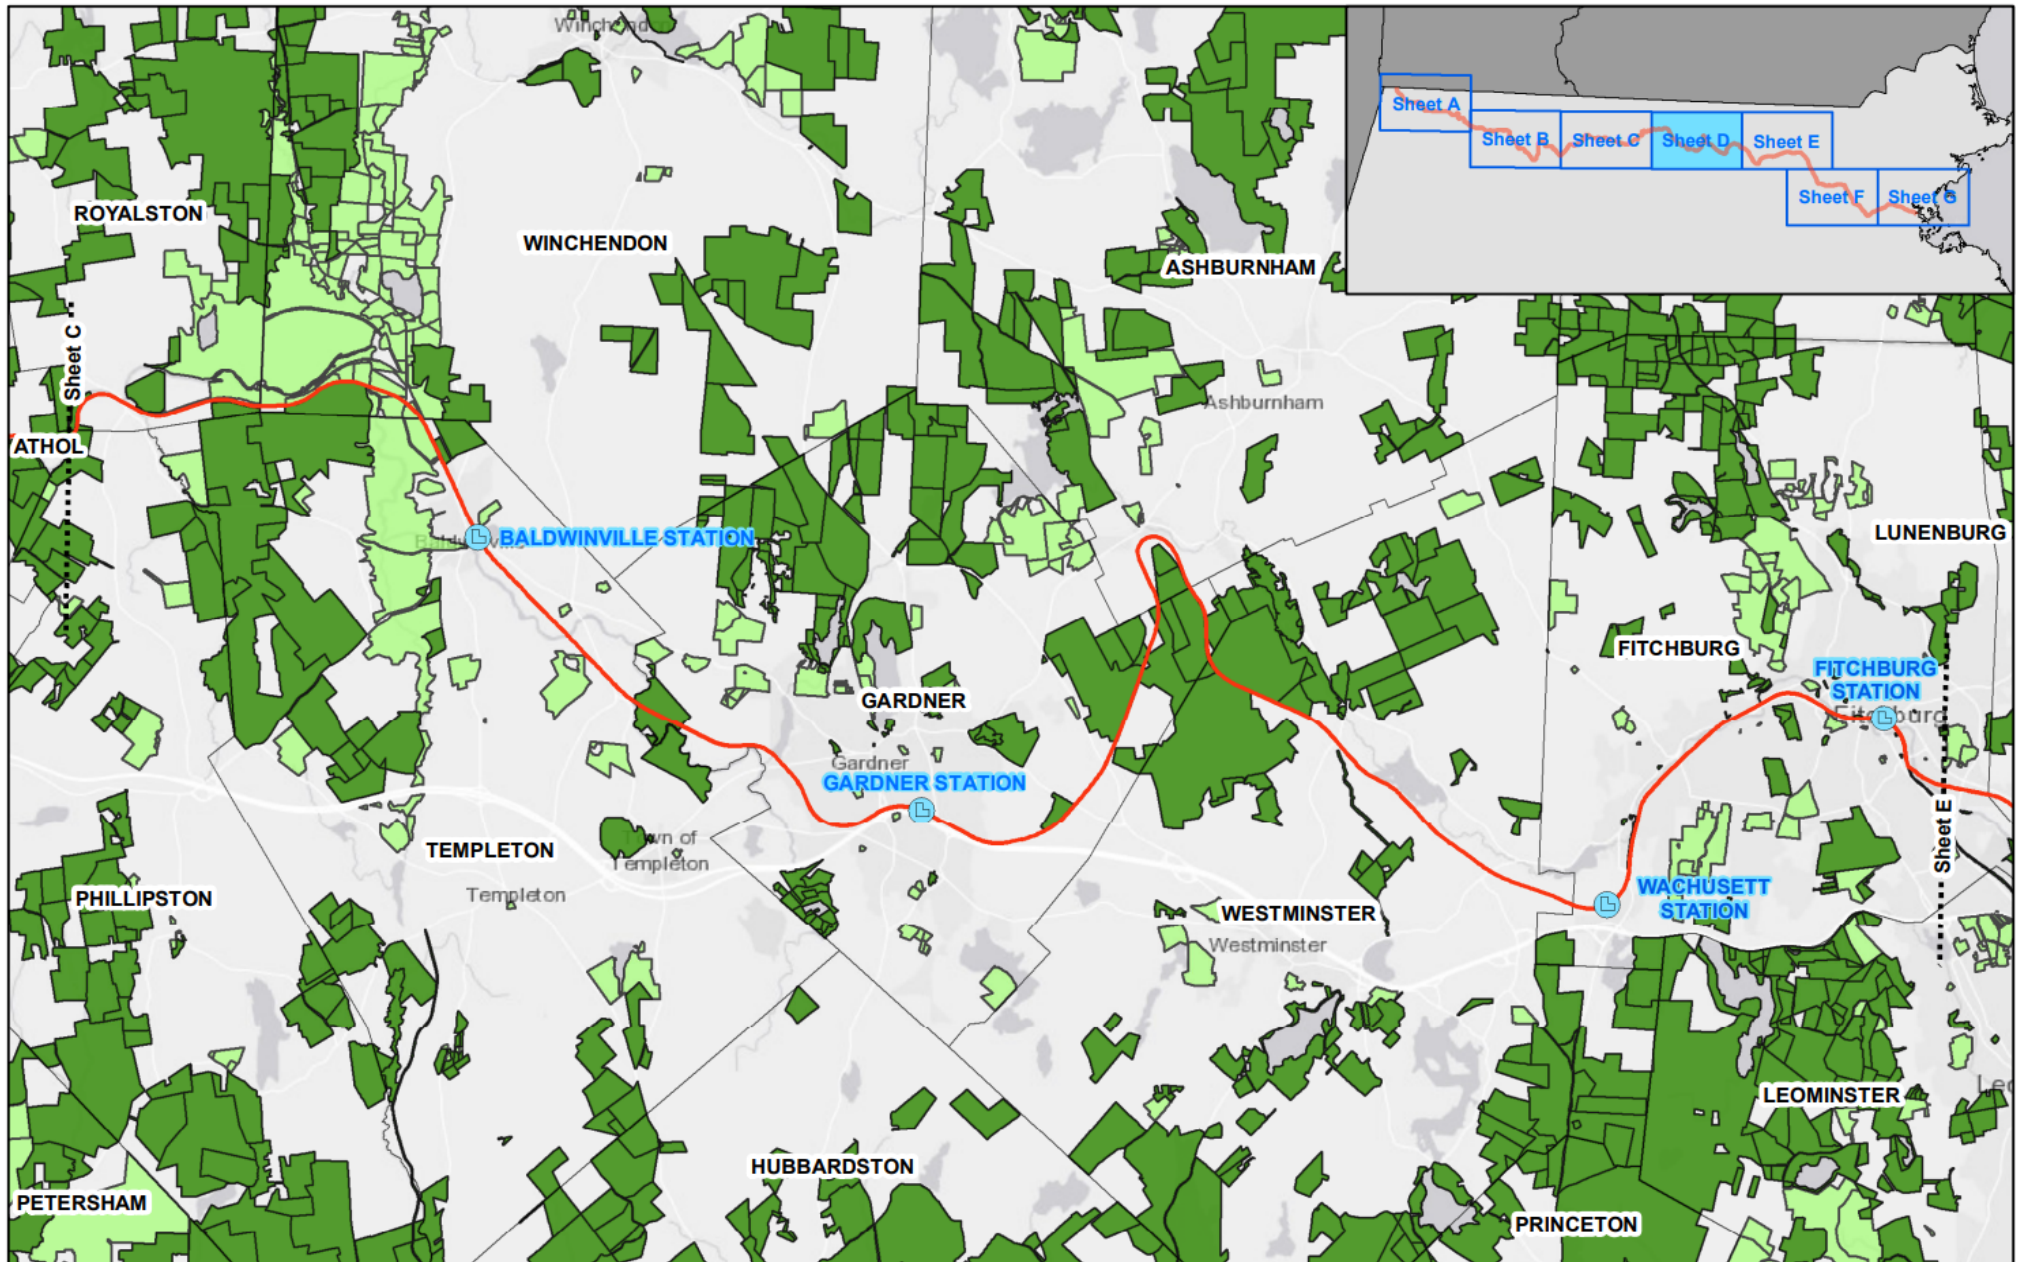 Winchendon
Sheet A
Sheet B
Sheet C
Sheet D
Sheet E
Sheet F
Sheet G
ROYALSTON
WINCHENDON
ASHBURNHAM
Sheet C
Ashburnham
ATHOL
BALDWINVILLE STATION
LUNENBURG
FITCHBURG
FITCHBURG
STATION
Fitchburg
GARDNER
Gardner
GARDNER STATION
Sheet E
Town of
Templeton
TEMPLETON
Templeton
PHILLIPSTON
WACHUSETT
STATION
WESTMINSTER
Westminster
LEOMINSTER
HUBBARDSTON
PETERSHAM
PRINCETON